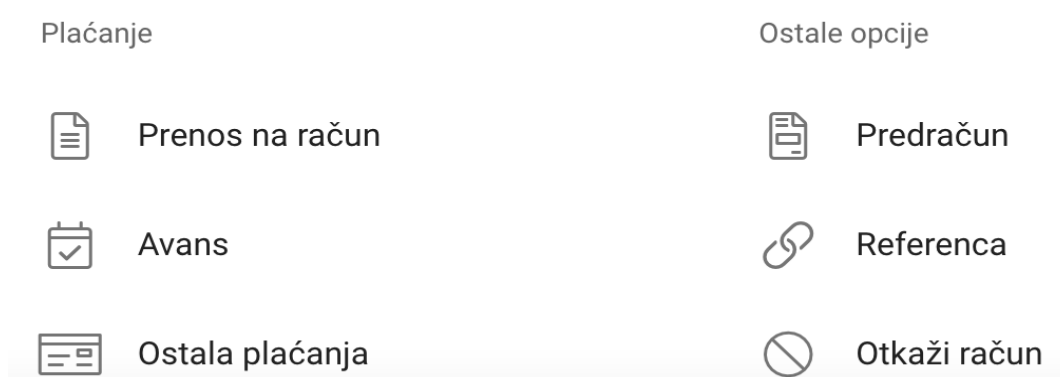 Plaćanje
Ostale opcije
Prenos na račun
Predračun
Avans
Referenca
Ostala plaćanja
Otkaži račun